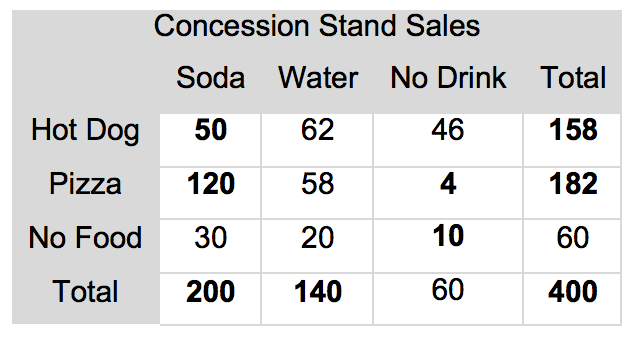 Concession Stand Sales
Soda Water No Drink Total
Hot Dog 50 62 46 158
Pizza 120 58 4 182
No Food 30 20 10 60
Total 200 140 60 400